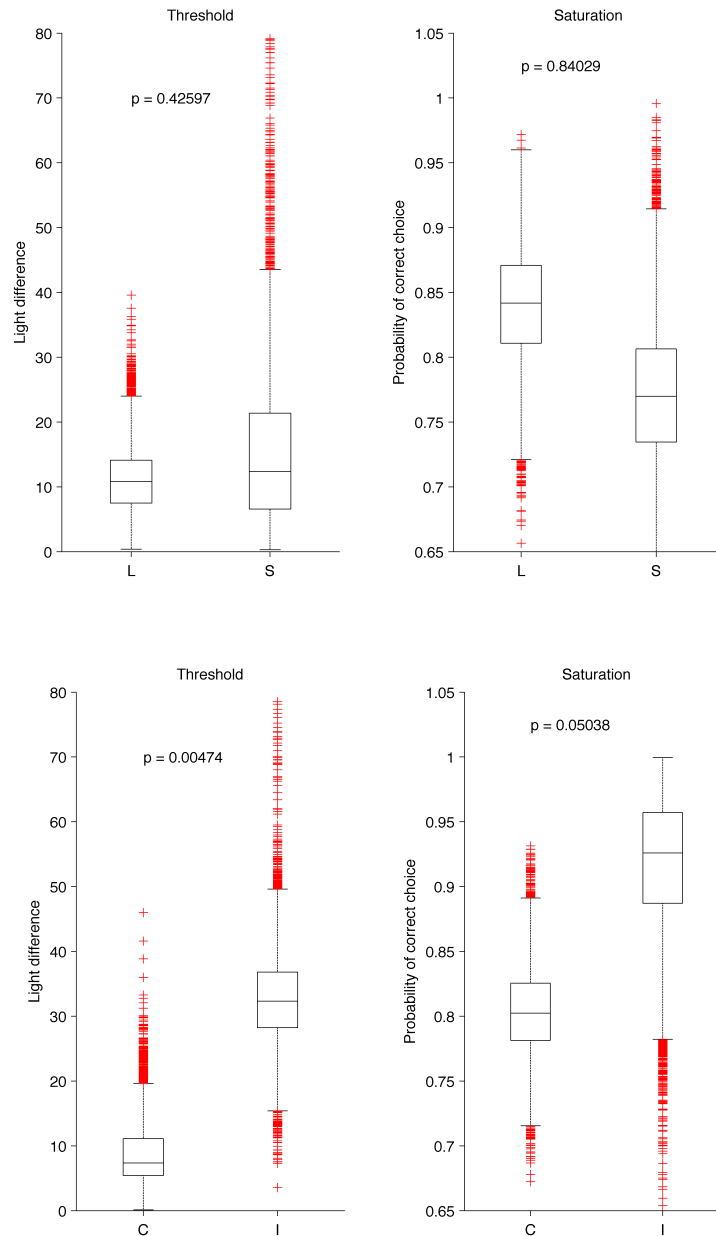 Threshold
80
70
60
50
40
30
20
10
0
Light difference
p = 0.42597
L
S
Saturation
1.05
1
0.95
0.9
0.85
0.8
0.75
0.7
0.65
Probability of correct choice
p = 0.84029
L
S
Threshold
80
70
60
50
40
30
20
10
0
Light difference
p = 0.00474
C
I
Saturation
1.05
1
0.95
0.9
0.85
0.8
0.75
0.7
0.65
Probability of correct choice
p = 0.05038
C
I